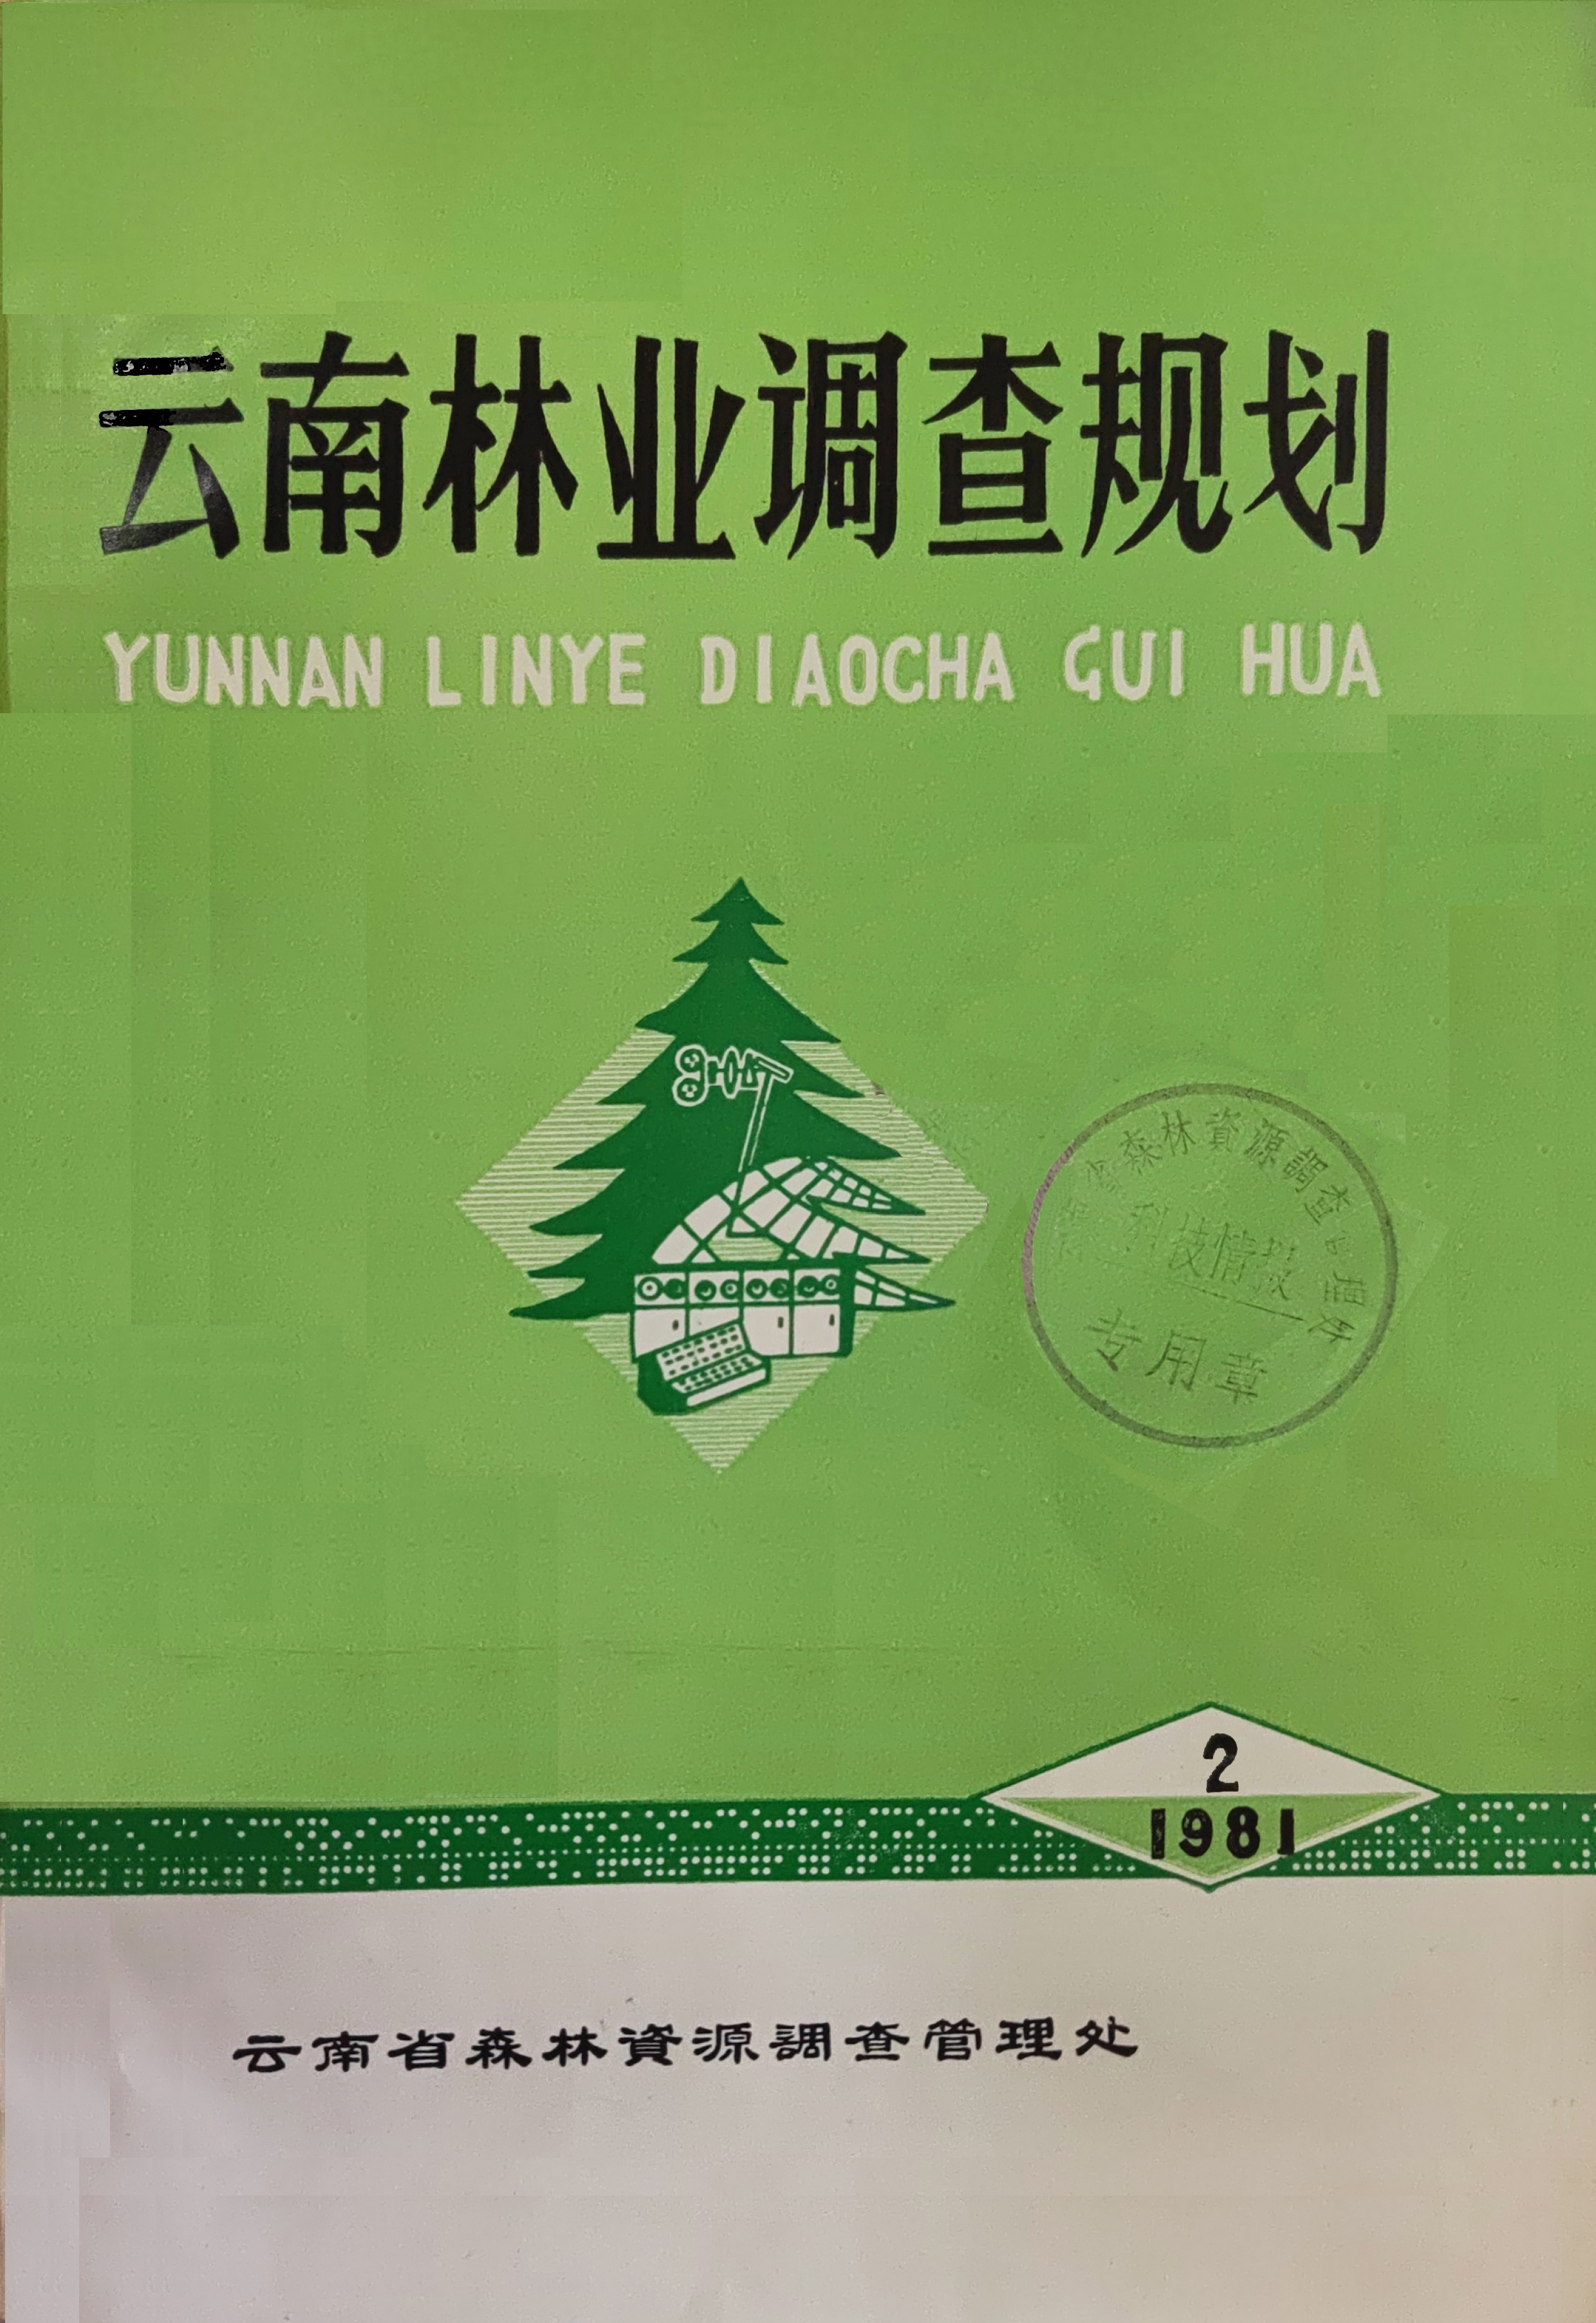 云南林业调查规划
YUNNAN LINYE DIAOCHA GUI HUA
森林資源調查 理处
科技情报
专用章
2
1981
云南省森林資源調查管理处